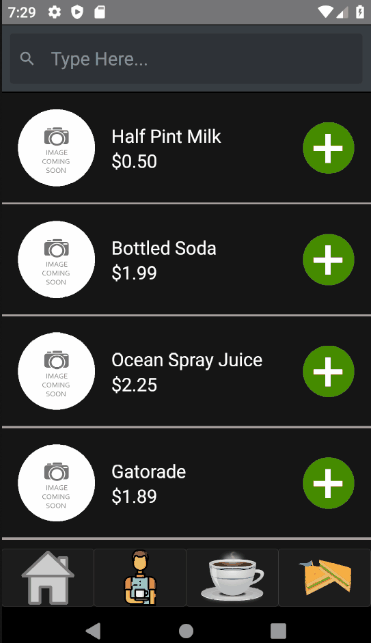 7:29
Type Here...
IMAGE
COMING
SOON
Half Pint Milk
$0.50
IMAGE
COMING
SOON
Bottled Soda
$1.99
IMAGE
COMING
SOON
Ocean Spray Juice
$2.25
IMAGE
COMING
SOON
Gatorade
$1.89